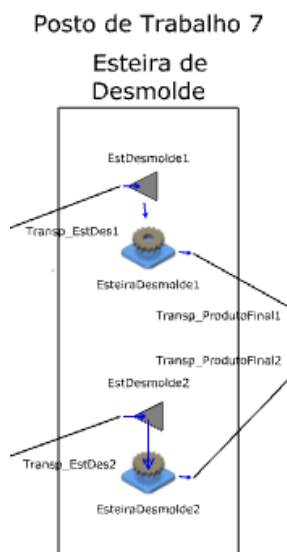 Posto de Trabalho 7
Esteira de
Desmolde
EstDesmolde1
Transp_EstDes1
EsteiraDesmolde1
Transp_ProdutoFinal1
Transp_ProdutoFinal2
EstDesmolde2
Transp_EstDes2
EsteiraDesmolde2